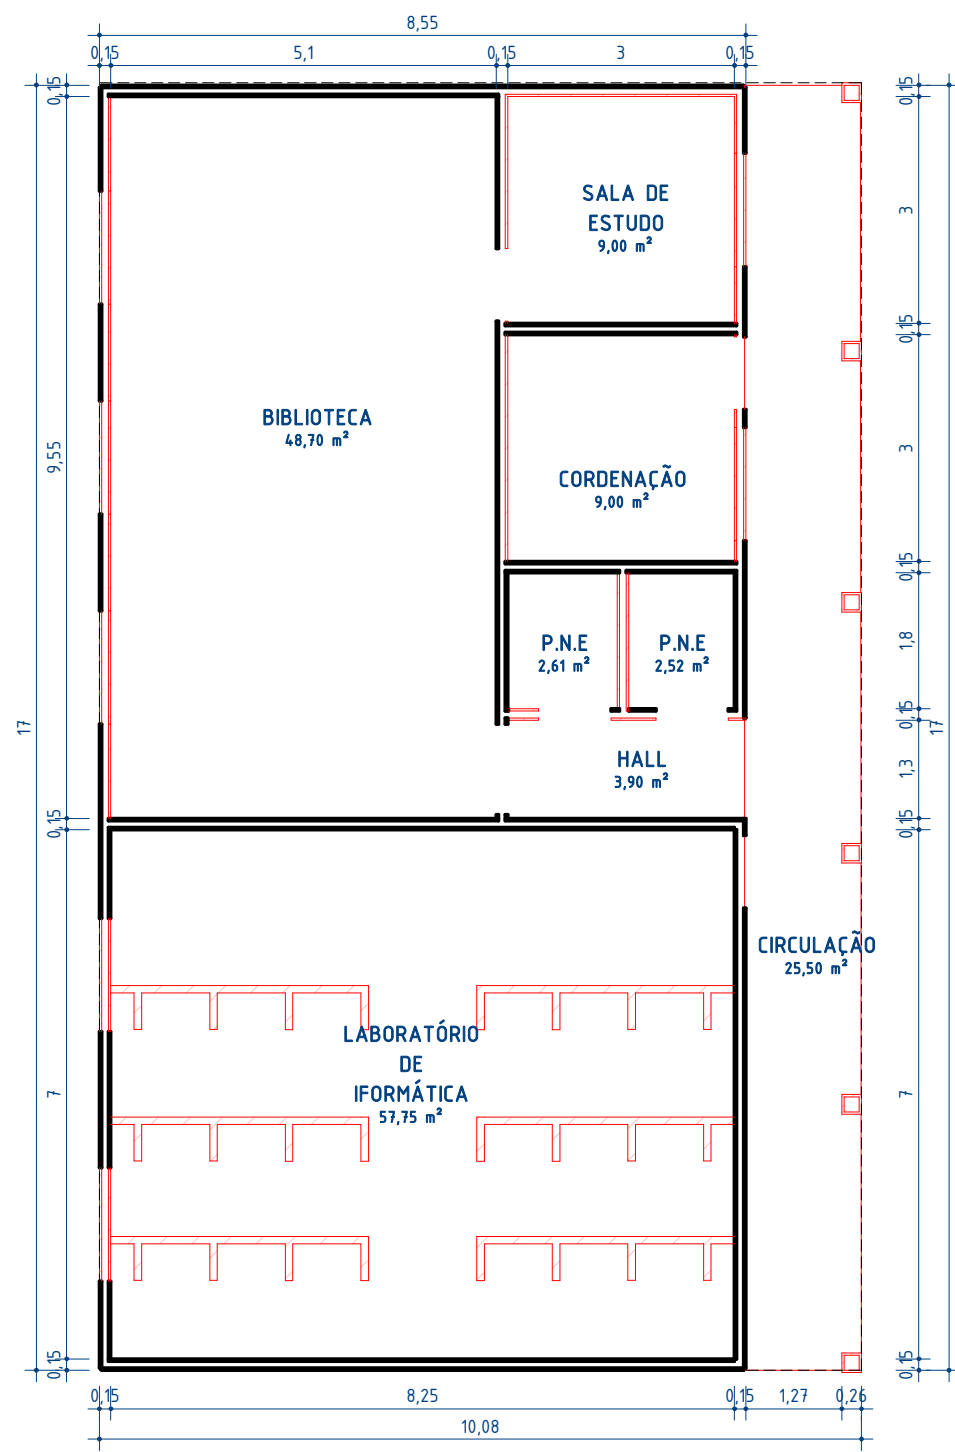 8,55
0,15 5,1 0,15 3 0,15
0,15
0,15
SALA DE
ESTUDO
9,00 m²
3
0,15
BIBLIOTECA
48,70 m²
9,55
3
CORDENAÇÃO
9,00 m²
0,15
P.N.E
2,61 m²
P.N.E
2,52 m²
1,8
0,15
17
17
HALL
3,90 m²
1,3
0,15
0,15
CIRCULAÇÃO
25,50 m²
LABORATÓRIO
DE
IFORMÁTICA
57,75 m²
7
7
0,15
0,15
0,15 8,25 0,15 1,27 0,26
10,08